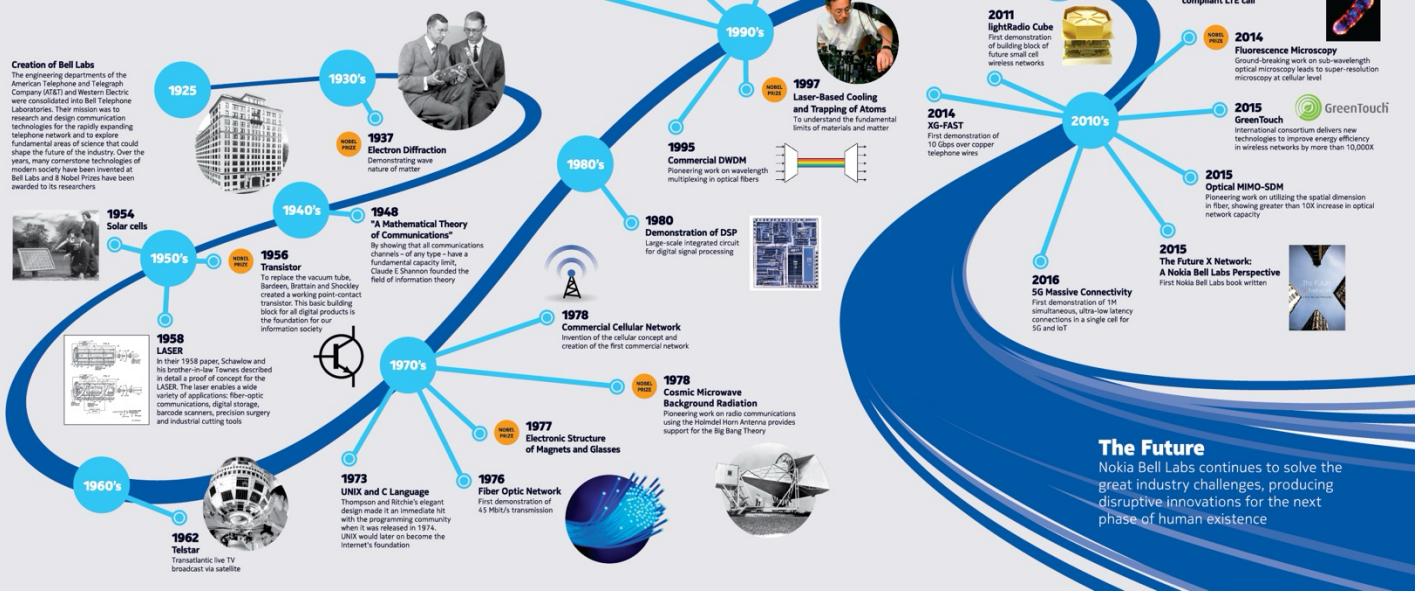 Creation of Bell Labs
The engineering departments of the
American Telephone and Telegraph
Company (AT&T) and Western Electric
were consolidated into Bell Telephone
Laboratories. Their mission was to
research and design communication
technologies for the rapidly expanding
telephone network and to explore
fundamental areas of science that could
shape the future of the industry. Over the
years, many cornerstone technologies of
modern society have been invented at
Bell Labs and 8 Nobel Prizes have been
awarded to its researchers
1925
1930's
NOBEL
PRIZE
1937
Electron Diffraction
Demonstrating wave
nature of matter
1940's
1948
"A Mathematical Theory
of Communications"
By showing that all communications
channels – of any type – have a
fundamental capacity limit,
Claude E Shannon founded the
field of information theory
1954
Solar cells
1950's
NOBEL
PRIZE
1956
Transistor
To replace the vacuum tube,
Bardeen, Brattain and Shockley
created a working point-contact
transistor. This basic building
block for all digital products is
the foundation for our
information society
1958
LASER
In their 1958 paper, Schawlow and
his brother-in-law Townes described
in detail a proof of concept for the
LASER. The laser enables a wide
variety of applications: fiber-optic
communications, digital storage,
barcode scanners, precision surgery
and industrial cutting tools
1960's
1962
Telstar
Transatlantic live TV
broadcast via satellite
1970's
1973
UNIX and C Language
Thompson and Ritchie's elegant
design made it an immediate hit
with the programming community
when it was released in 1974.
UNIX would later on become the
Internet's foundation
1976
Fiber Optic Network
First demonstration of
45 Mbit/s transmission
NOBEL
PRIZE
1977
Electronic Structure
of Magnets and Glasses
NOBEL
PRIZE
1978
Cosmic Microwave
Background Radiation
Pioneering work on radio communications
using the Holmdel Horn Antenna provides
support for the Big Bang Theory
1978
Commercial Cellular Network
Invention of the cellular concept and
creation of the first commercial network
1980's
1980
Demonstration of DSP
Large-scale integrated circuit
for digital signal processing
1990's
1995
Commercial DWDM
Pioneering work on wavelength
multiplexing in optical fibers
NOBEL
PRIZE
1997
Laser-Based Cooling
and Trapping of Atoms
To understand the fundamental
limits of materials and matter
2010's
2011
lightRadio Cube
First demonstration
of building block of
future small cell
wireless networks
2014
XG-FAST
First demonstration of
10 Gbps over copper
telephone wires
compliant LTE call
NOBEL
PRIZE
2014
Fluorescence Microscopy
Ground-breaking work on sub-wavelength
optical microscopy leads to super-resolution
microscopy at cellular level
2015
GreenTouch
International consortium delivers new
technologies to improve energy efficiency
in wireless networks by more than 10,000X
GreenTouch
2015
Optical MIMO-SDM
Pioneering work on utilizing the spatial dimension
in fiber, showing greater than 10X increase in optical
network capacity
2015
The Future X Network:
A Nokia Bell Labs Perspective
First Nokia Bell Labs book written
2016
5G Massive Connectivity
First demonstration of 1M
simultaneous, ultra-low latency
connections in a single cell for
5G and IoT
The Future
Nokia Bell Labs continues to solve the
great industry challenges, producing
disruptive innovations for the next
phase of human existence